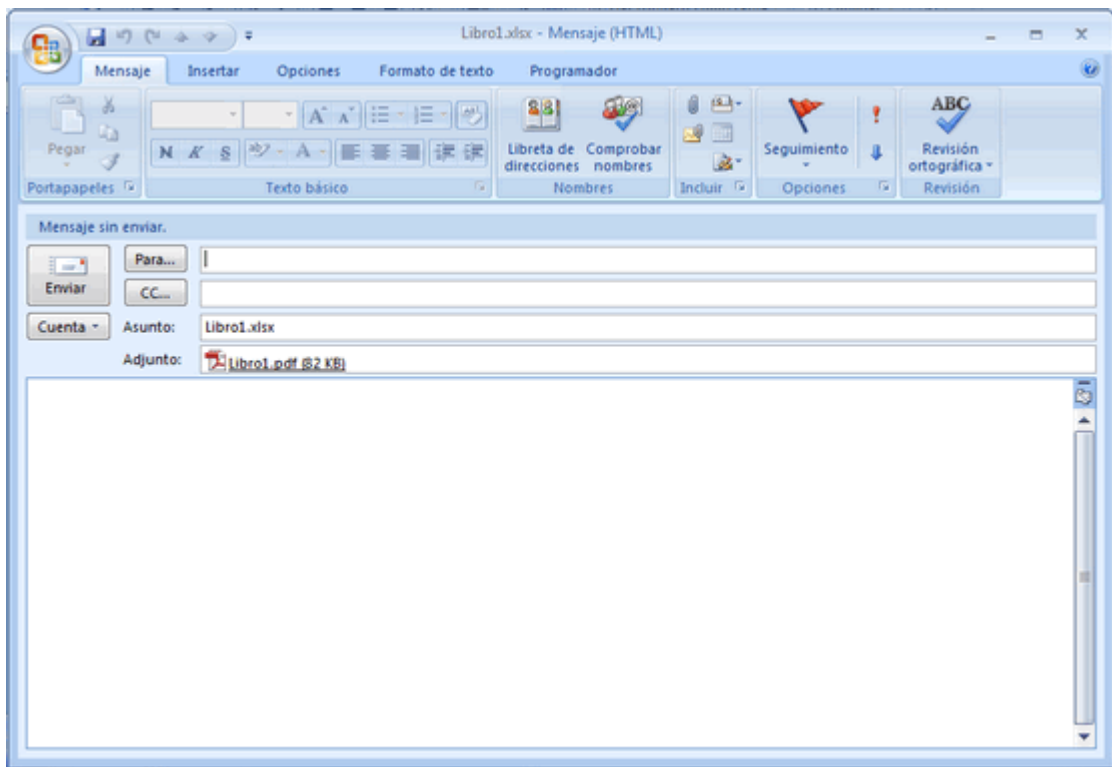 Libro1.xlsx - Mensaje (HTML)
Mensaje Insertar Opciones Formato de texto Programador
Pegar
N K S A
Libreta de direcciones
Comprobar nombres
Seguimiento
ABC
Revisión ortográfica
Portapapeles Texto básico Nombres Incluir Opciones Revisión
Mensaje sin enviar.
Enviar
Para...
CC...
Cuenta Asunto: Libro1.xlsx
Adjunto: Libro1.pdf (82 KB)